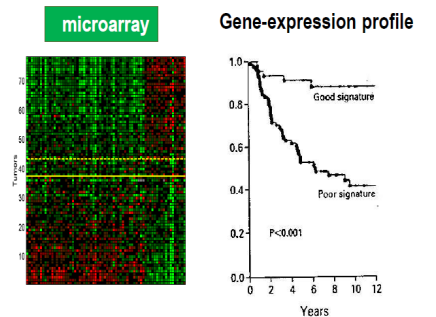 microarray
Gene-expression profile
Tumors
70
60
50
40
30
20
10
1.0
0.8
0.6
0.4
0.2
0.0
Good signature
Poor signature
P<0.001
0 2 4 6 8 10 12
Years